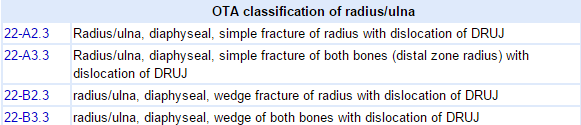 OTA classification of radius/ulna
22-A2.3 Radius/ulna, diaphyseal, simple fracture of radius with dislocation of DRUJ
22-A3.3 Radius/ulna, diaphyseal, simple fracture of both bones (distal zone radius) with
dislocation of DRUJ
22-B2.3 radius/ulna, diaphyseal, wedge fracture of radius with dislocation of DRUJ
22-B3.3 radius/ulna, diaphyseal, wedge of both bones with dislocation of DRUJ